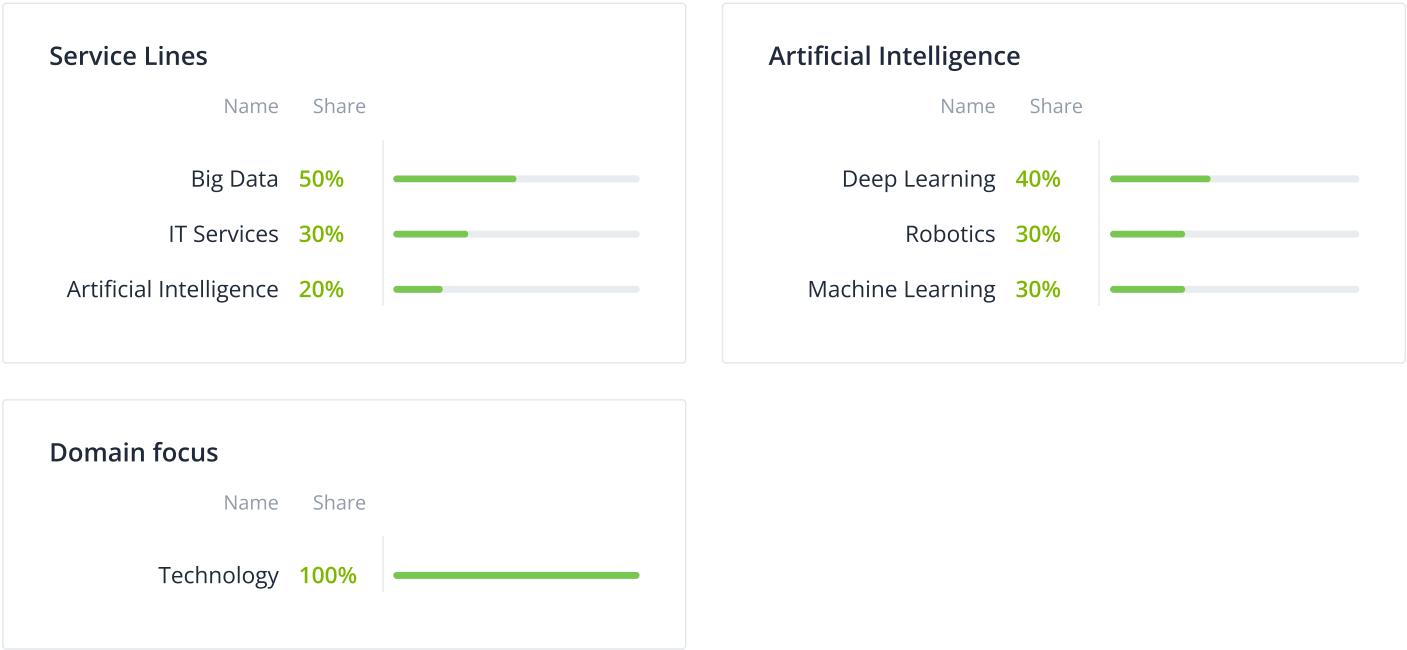 Service Lines
Name Share
Big Data 50%
IT Services 30%
Artificial Intelligence 20%
Artificial Intelligence
Name Share
Deep Learning 40%
Robotics 30%
Machine Learning 30%
Domain focus
Name Share
Technology 100%